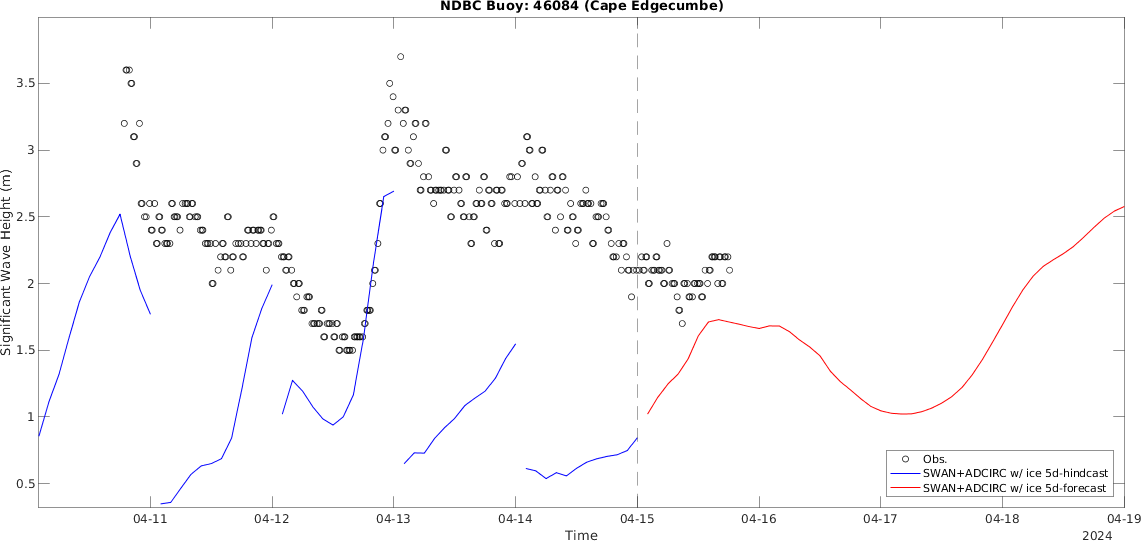 NDBC Buoy: 46084 (Cape Edgecumbe)
Significant Wave Height (m)
3.5
3
2.5
2
1.5
1
0.5
Obs.
SWAN+ADCIRC w/ ice 5d-hindcast
SWAN+ADCIRC w/ ice 5d-forecast
04-11 04-12 04-13 04-14 04-15 04-16 04-17 04-18 04-19
Time
2024